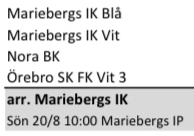 Mariebergs IK Blå
Mariebergs IK Vit
Nora BK
Örebro SK FK Vit 3
arr. Mariebergs IK
Sön 20/8 10:00 Mariebergs IP